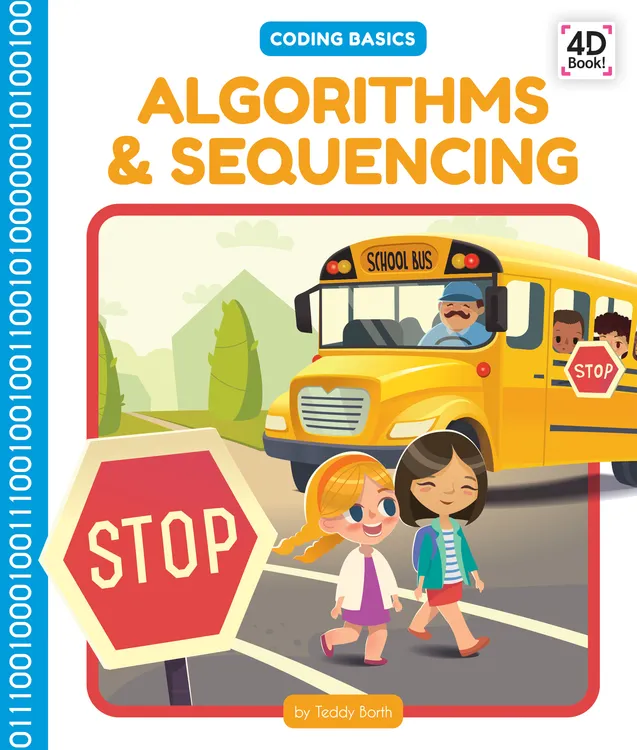 CODING BASICS
4D
Book!
ALGORITHMS
& SEQUENCING
SCHOOL BUS
STOP
STOP
by Teddy Borth